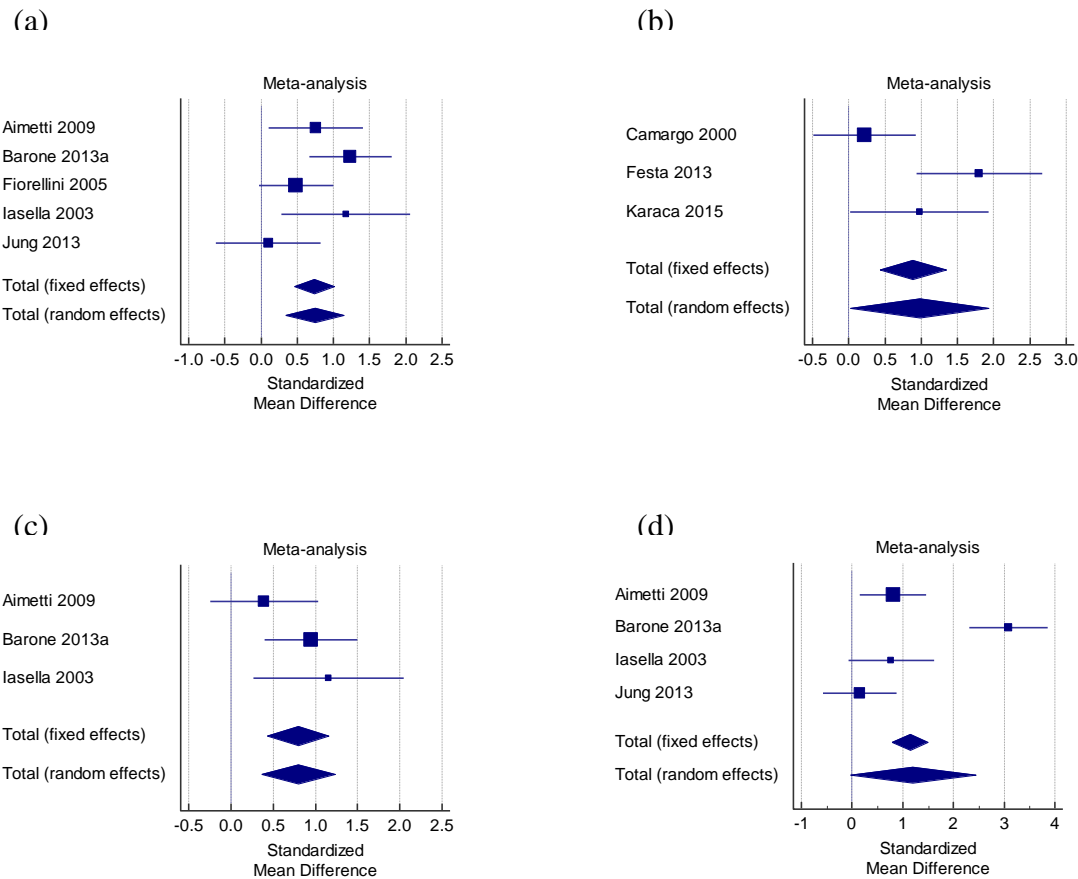 (a)
Meta-analysis
Aimetti 2009
Barone 2013a
Fiorellini 2005
Iasella 2003
Jung 2013
Total (fixed effects)
Total (random effects)
-1.0 -0.5 0.0 0.5 1.0 1.5 2.0 2.5
Standardized
Mean Difference
(b)
Meta-analysis
Camargo 2000
Festa 2013
Karaca 2015
Total (fixed effects)
Total (random effects)
-0.5 0.0 0.5 1.0 1.5 2.0 2.5 3.0
Standardized
Mean Difference
(c)
Meta-analysis
Aimetti 2009
Barone 2013a
Iasella 2003
Total (fixed effects)
Total (random effects)
-0.5 0.0 0.5 1.0 1.5 2.0 2.5
Standardized
Mean Difference
(d)
Meta-analysis
Aimetti 2009
Barone 2013a
Iasella 2003
Jung 2013
Total (fixed effects)
Total (random effects)
-1 0 1 2 3 4
Standardized
Mean Difference